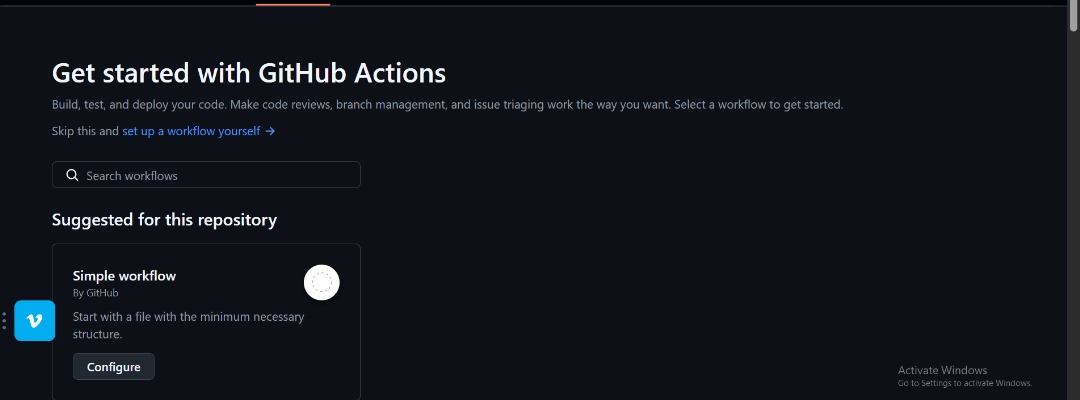 Get started with GitHub Actions
Build, test, and deploy your code. Make code reviews, branch management, and issue triaging work the way you want. Select a workflow to get started.
Skip this and set up a workflow yourself →
Search workflows
Suggested for this repository
Simple workflow
By GitHub
Start with a file with the minimum necessary
structure.
Configure
Activate Windows
Go to Settings to activate Windows.